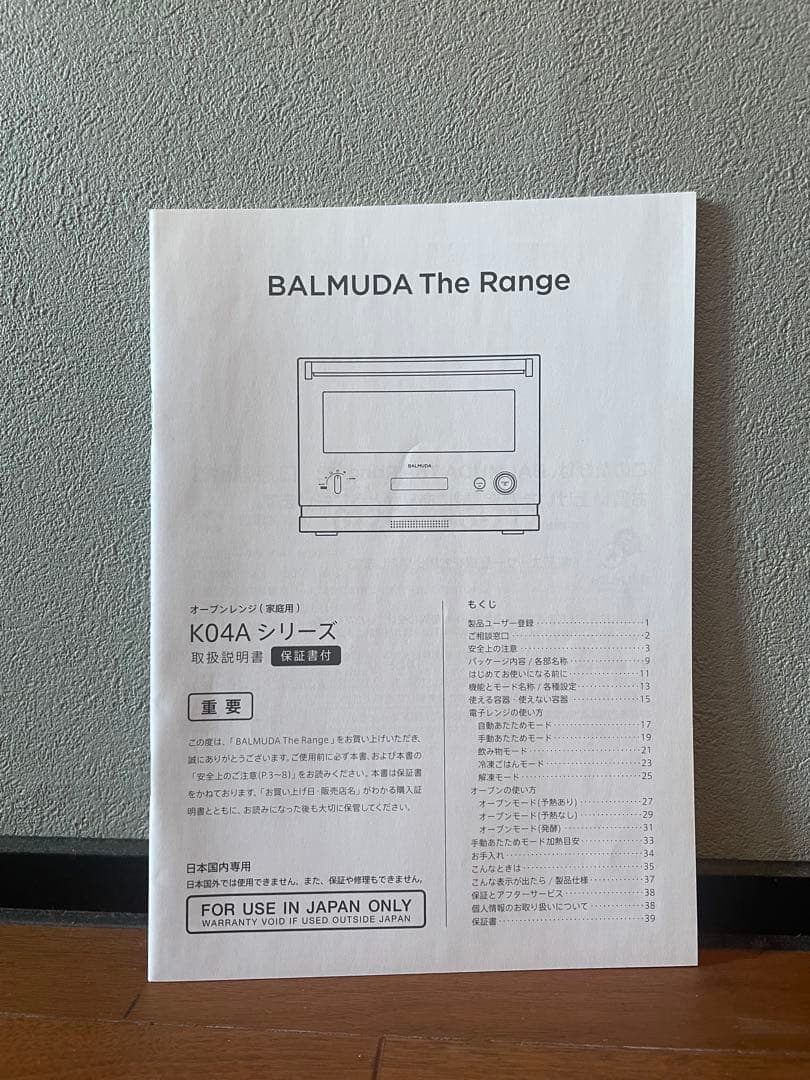 BALMUDA The Range
BALMUDA
オーブンレンジ（家庭用）
K04A シリーズ
取扱説明書 保証書付
重要
この度は、「BALMUDA The Range」をお買い上げいただき、
誠にありがとうございます。ご使用前に必ず本書、および本書の
「安全上のご注意(P.3〜8)」をお読みください。本書は保証書
をかねております。「お買い上げ日・販売店名」がわかる購入証
明書とともに、お読みになった後も大切に保管してください。
日本国内専用
日本国外では使用できません。また、保証や修理もできません。
FOR USE IN JAPAN ONLY
WARRANTY VOID IF USED OUTSIDE JAPAN
もくじ
製品ユーザー登録 1
ご相談窓口 2
安全上の注意 3
パッケージ内容 / 各部名称 9
はじめてお使いになる前に 11
機能とモード名称 / 各種設定 13
使える容器・使えない容器 15
電子レンジの使い方
自動あたためモード 17
手動あたためモード 19
飲み物モード 21
冷凍ごはんモード 23
解凍モード 25
オーブンの使い方
オーブンモード(予熱あり) 27
オーブンモード(予熱なし) 29
オーブンモード(発酵) 31
手動あたためモード加熱目安 33
お手入れ 34
こんなときは 35
こんな表示が出たら / 製品仕様 37
保証とアフターサービス 38
個人情報のお取り扱いについて 38
保証書 39